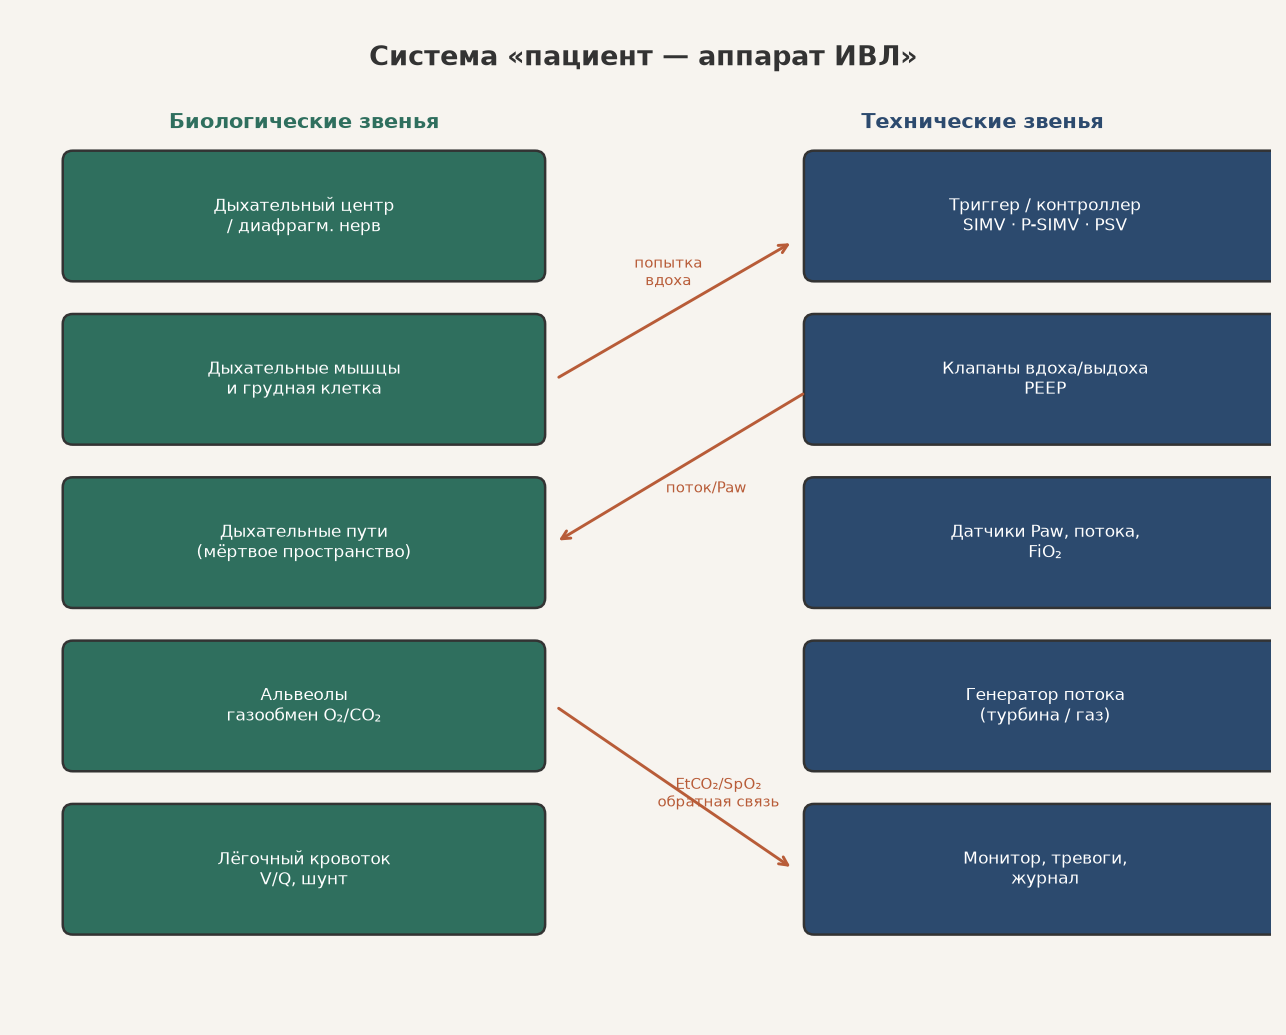 Система «пациент — аппарат ИВЛ»
Биологические звенья
Технические звенья
Дыхательный центр
/ диафрагм. нерв
Триггер / контроллер
SIMV · P-SIMV · PSV
попытка
вдоха
Дыхательные мышцы
и грудная клетка
Клапаны вдоха/выдоха
PEEP
поток/Paw
Дыхательные пути
(мёртвое пространство)
Датчики Paw, потока,
FiO₂
Альвеолы
газообмен O₂/CO₂
Генератор потока
(турбина / газ)
EtCO₂/SpO₂
обратная связь
Лёгочный кровоток
V/Q, шунт
Монитор, тревоги,
журнал